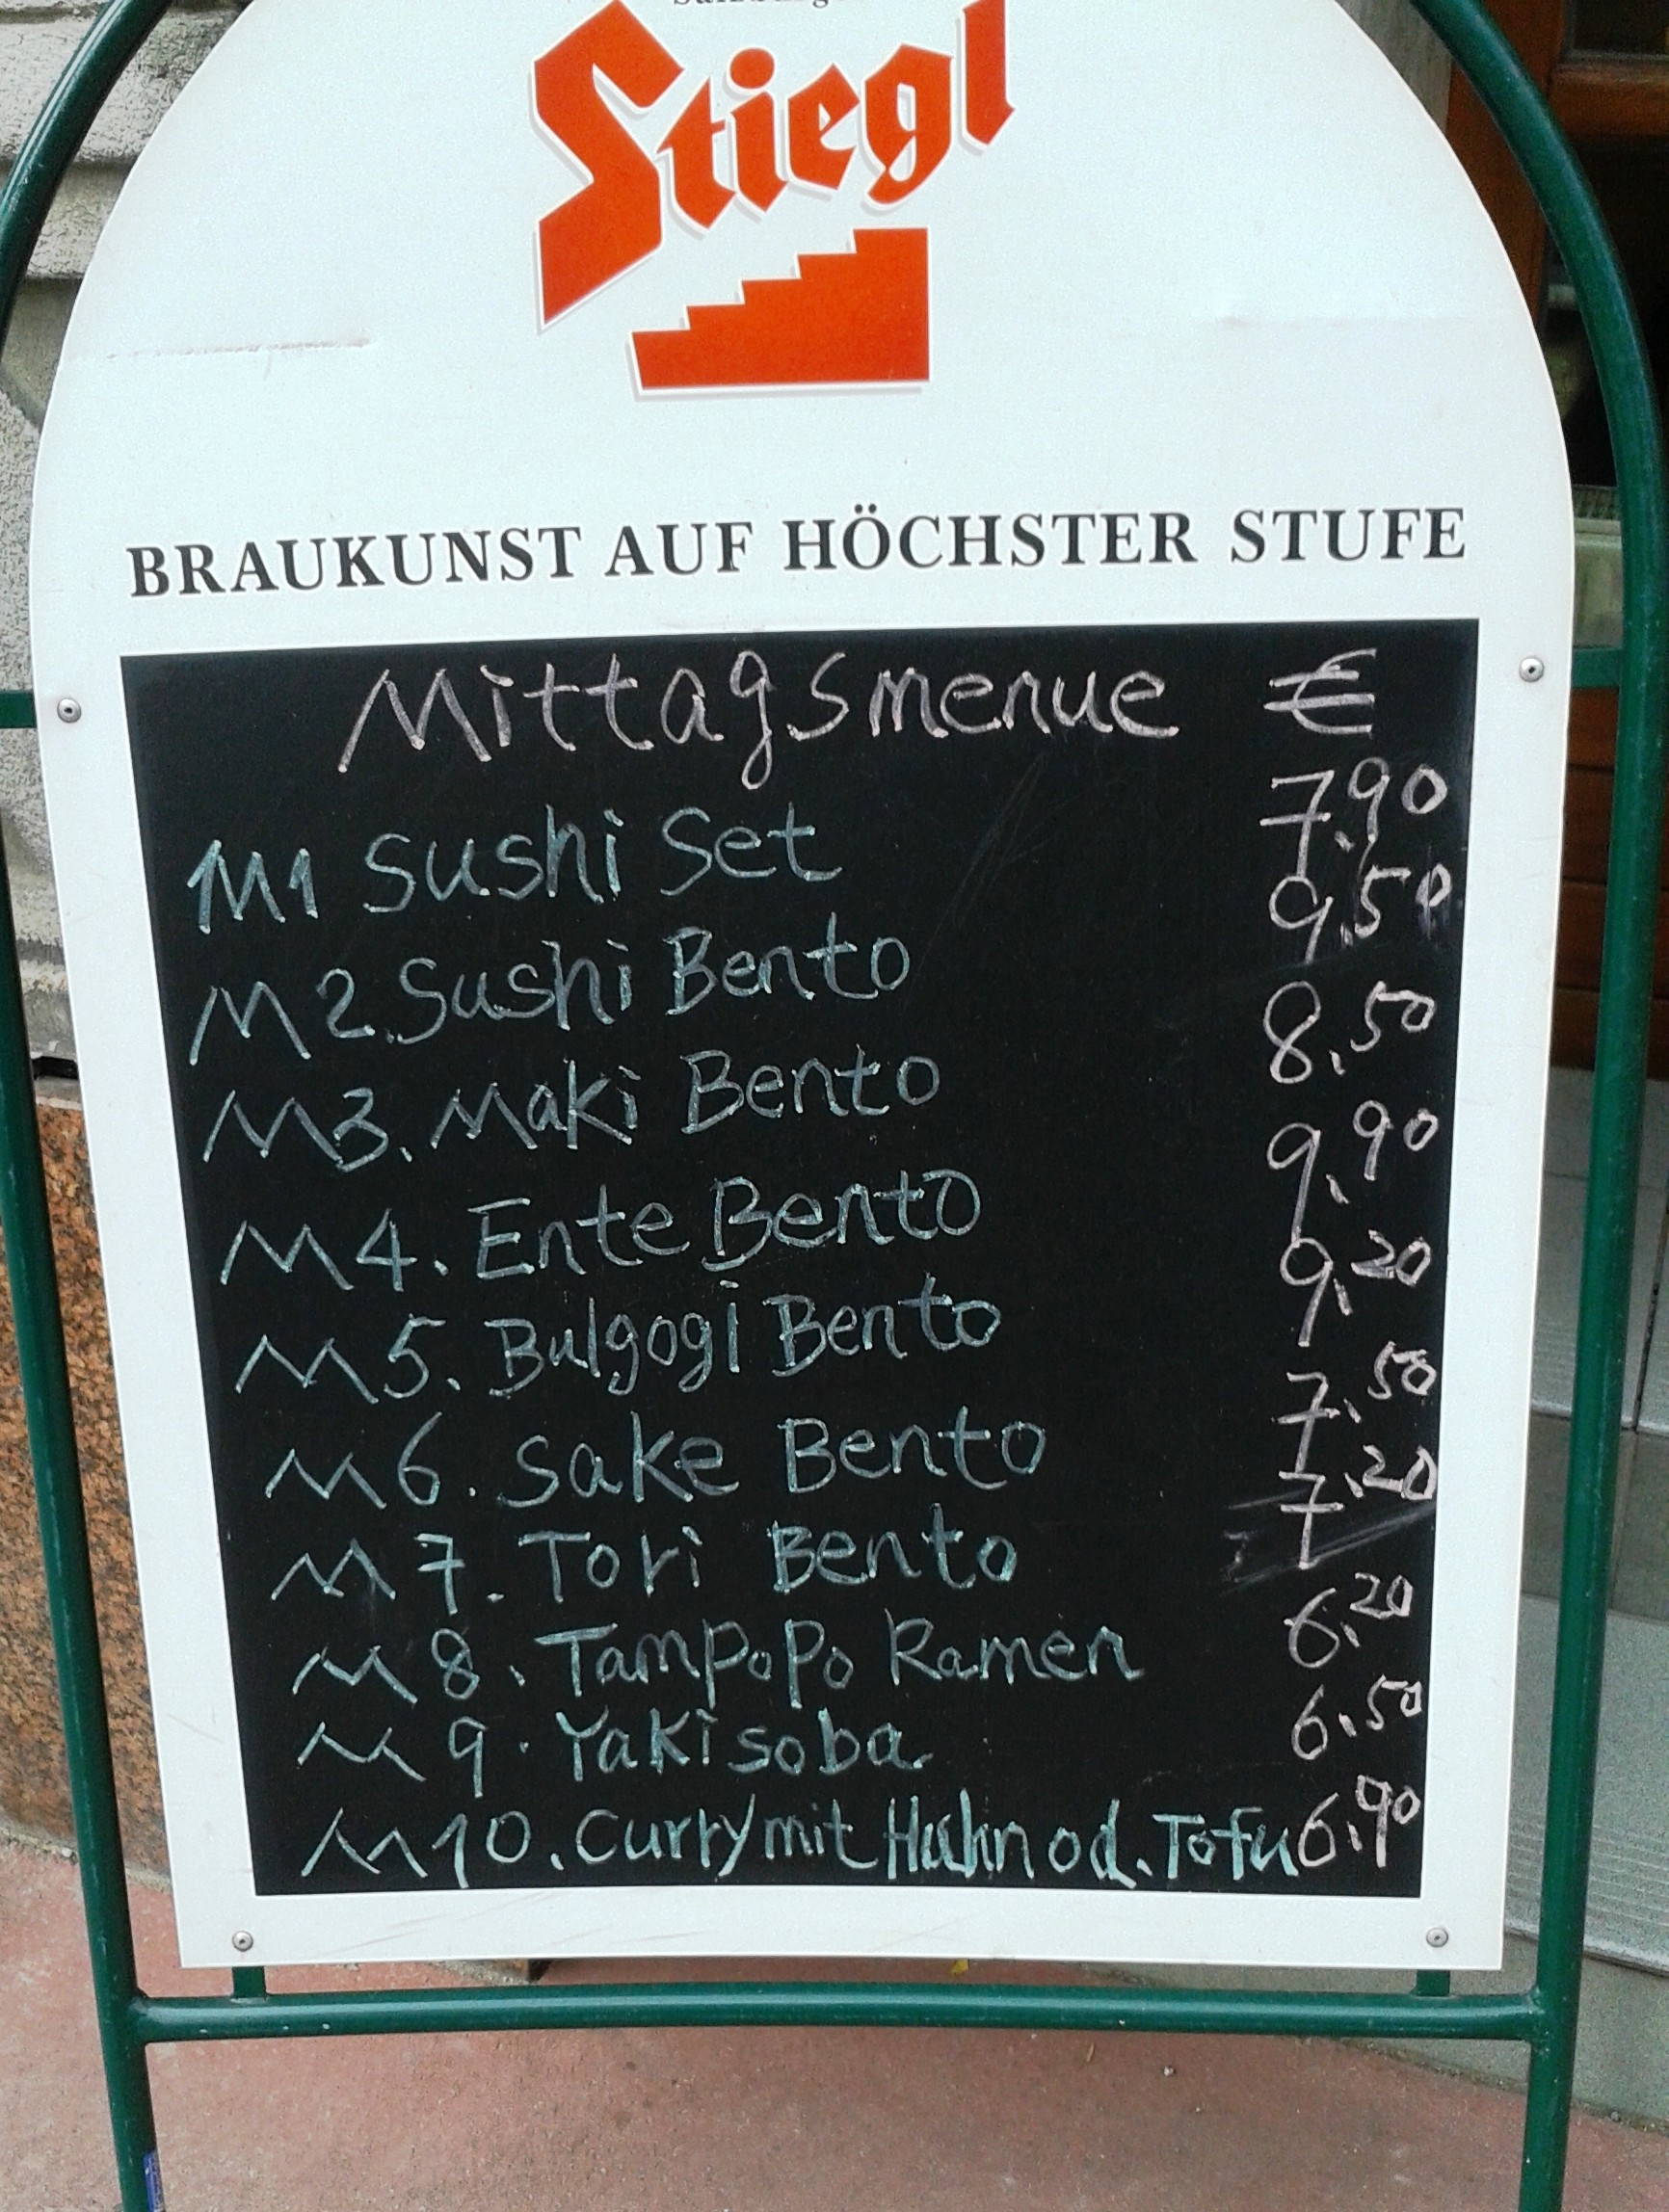 Stiegl
BRAUKUNST AUF HÖCHSTER STUFE
Mittagsmenue €
M1 Sushi Set 7,90
M2. Sushi Bento 9,50
M3. Maki Bento 8,50
M4. Ente Bento 9,90
M5. Bulgogi Bento 9,20
M6. Sake Bento 7,50
M7. Tori Bento 7,20
M8. Tampopo Ramen 6,20
M9. Yakisoba 6,50
M10. Curry mit Huhn od. Tofu 6,90